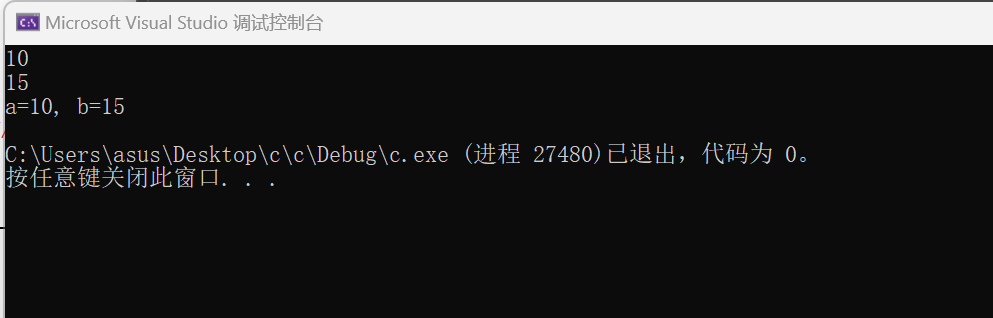 Microsoft Visual Studio 调试控制台
10
15
a=10, b=15
C:\Users\asus\Desktop\c\c\Debug\c.exe (进程 27480)已退出，代码为 0。
按任意键关闭此窗口. . .